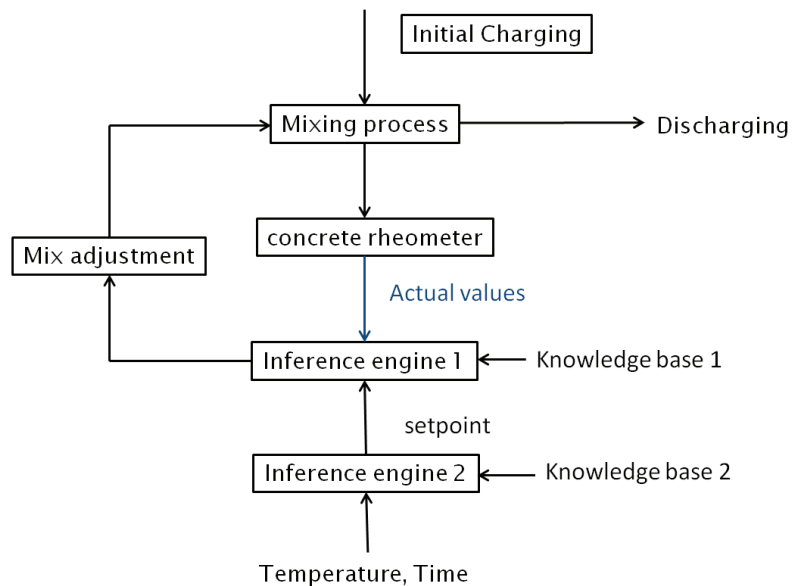 Initial Charging
Mixing process
Discharging
concrete rheometer
Mix adjustment
Actual values
Inference engine 1
Knowledge base 1
setpoint
Inference engine 2
Knowledge base 2
Temperature, Time